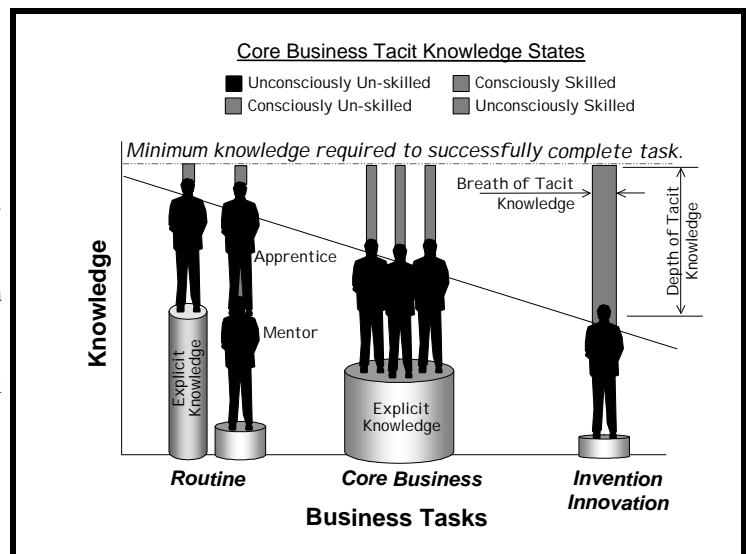 Core Business Tacit Knowledge States
Unconsciously Un-skilled
Consciously Skilled
Consciously Un-skilled
Unconsciously Skilled
Minimum knowledge required to successfully complete task.
Breath of Tacit
Knowledge
Depth of Tacit
Knowledge
Apprentice
Mentor
Knowledge
Explicit
Knowledge
Explicit
Knowledge
Routine
Core Business
Invention
Innovation
Business Tasks